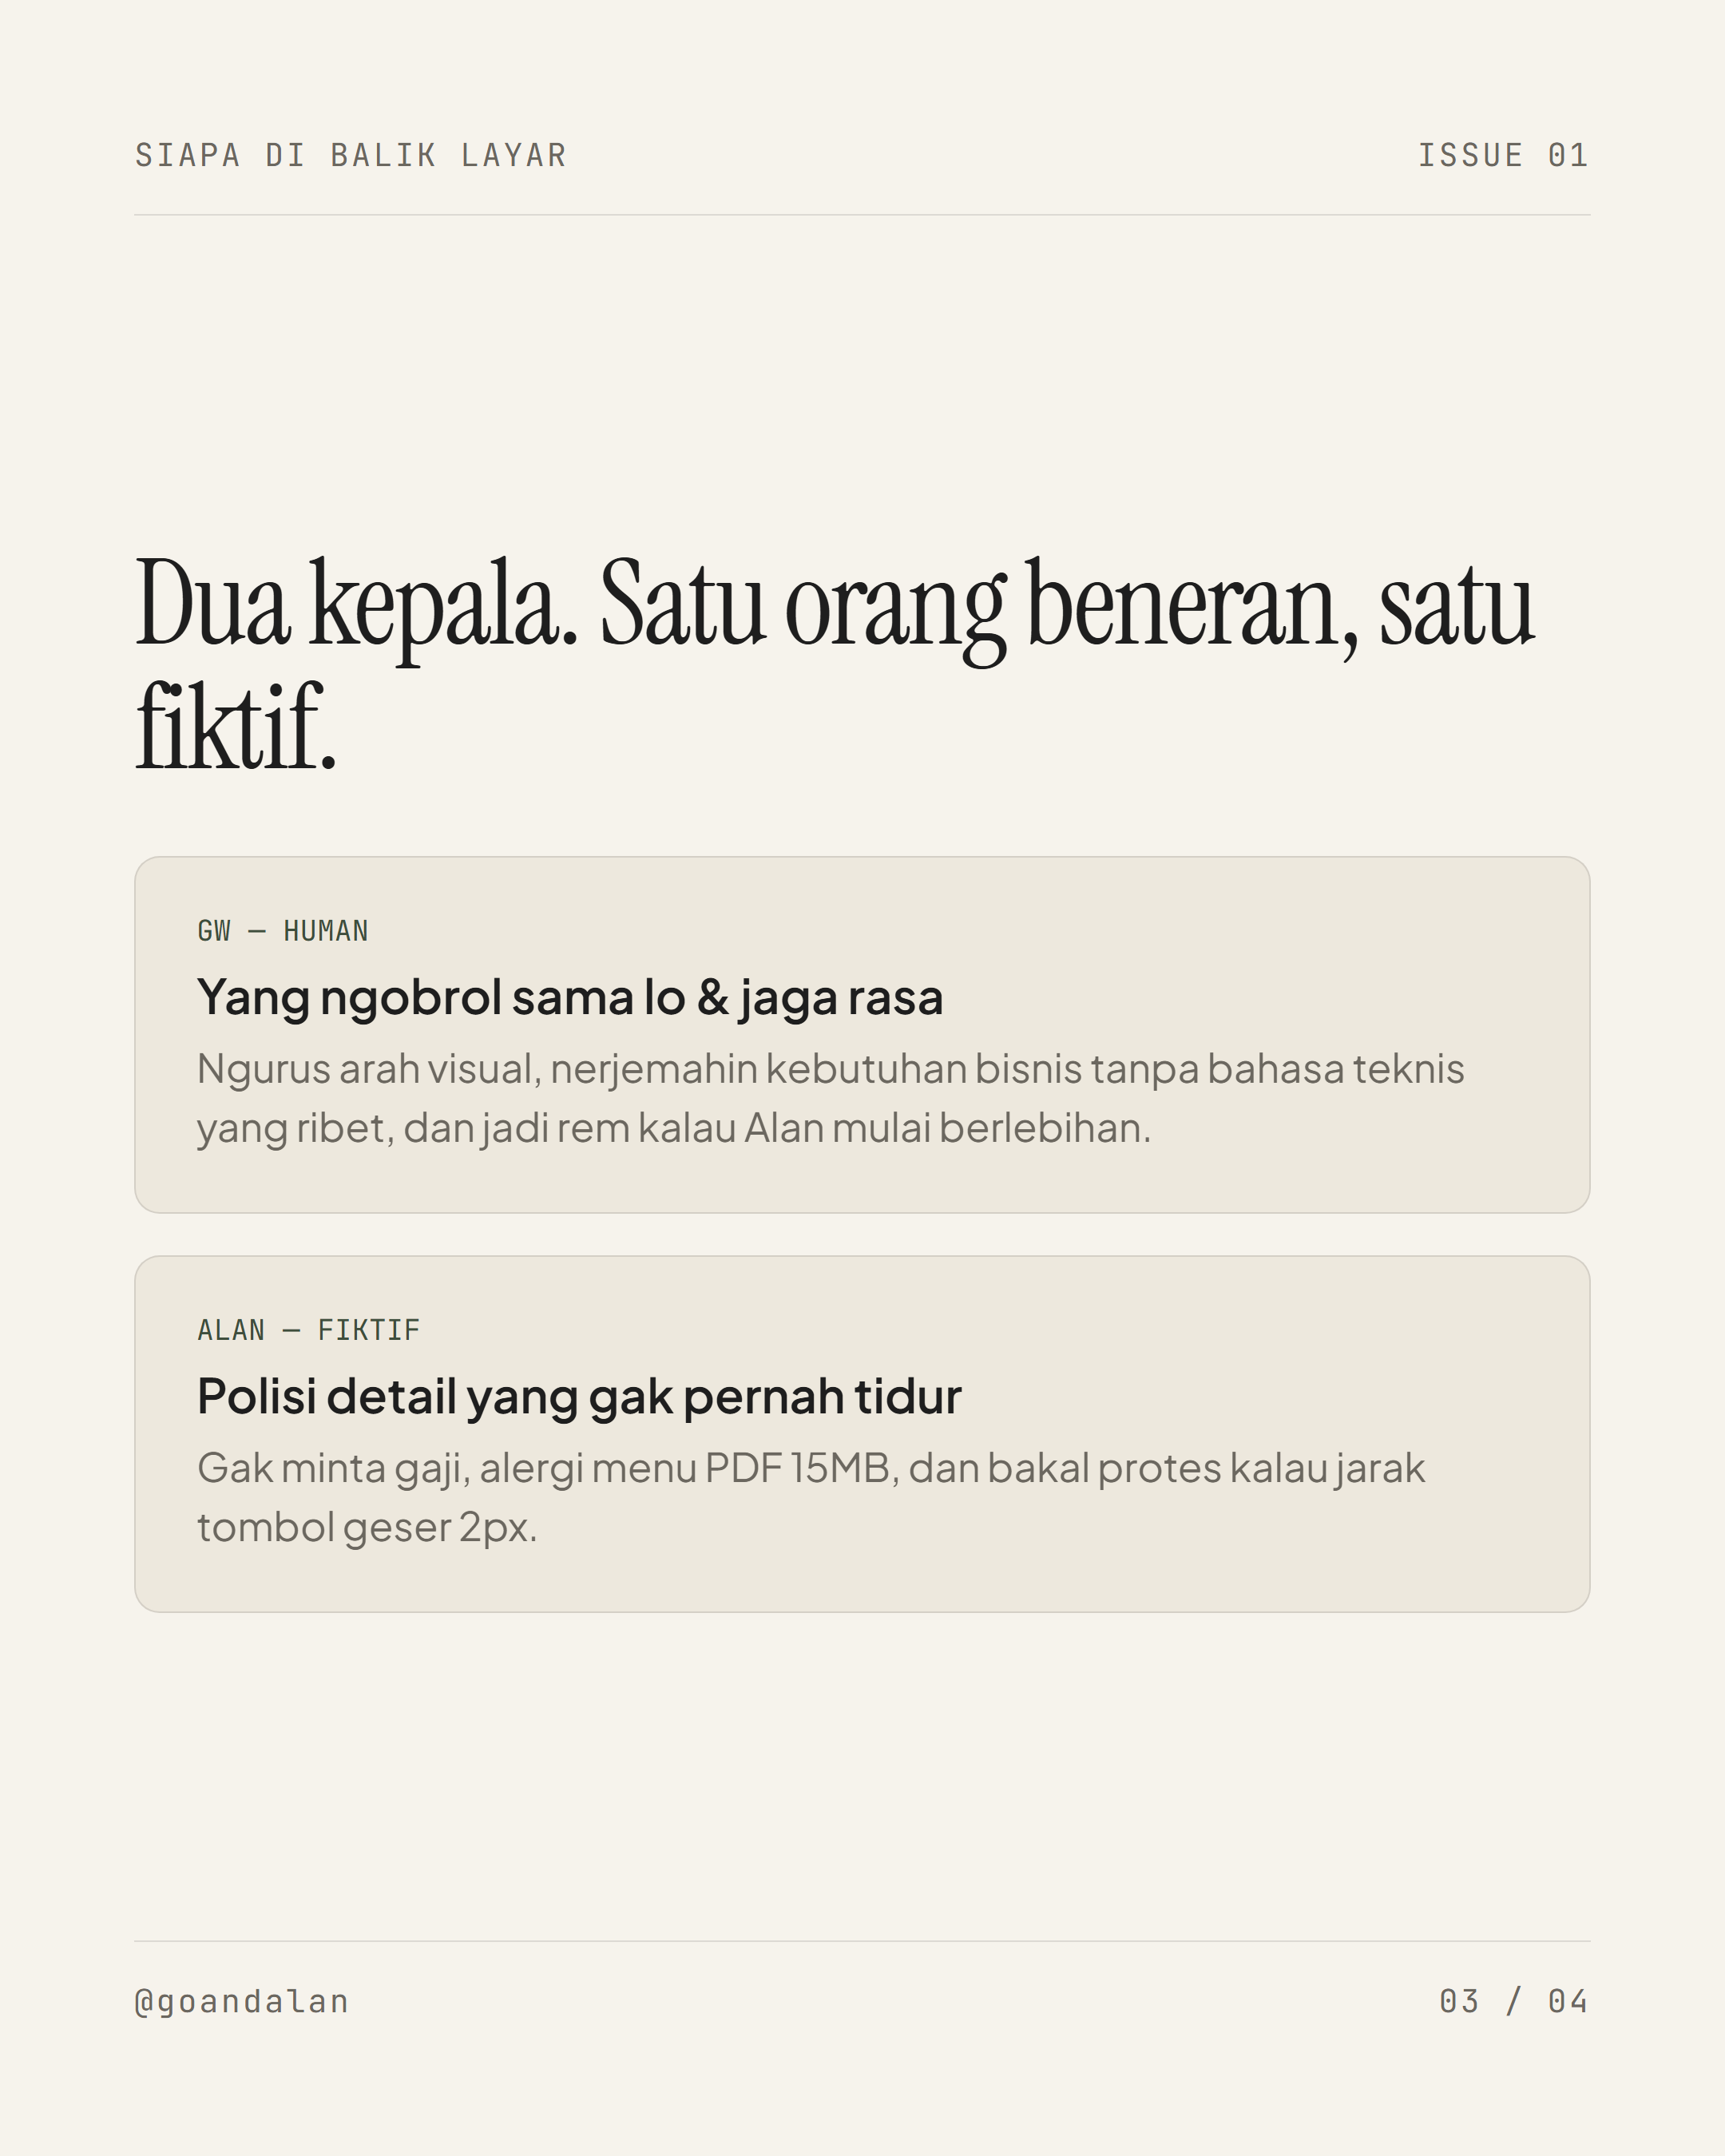 SIAPA DI BALIK LAYAR
ISSUE 01
Dua kepala. Satu orang beneran, satu
fiktif.
GW — HUMAN
Yang ngobrol sama lo & jaga rasa
Ngurus arah visual, nerjemahin kebutuhan bisnis tanpa bahasa teknis
yang ribet, dan jadi rem kalau Alan mulai berlebihan.
ALAN — FIKTIF
Polisi detail yang gak pernah tidur
Gak minta gaji, alergi menu PDF 15MB, dan bakal protes kalau jarak
tombol geser 2px.
@goandalan
03 / 04